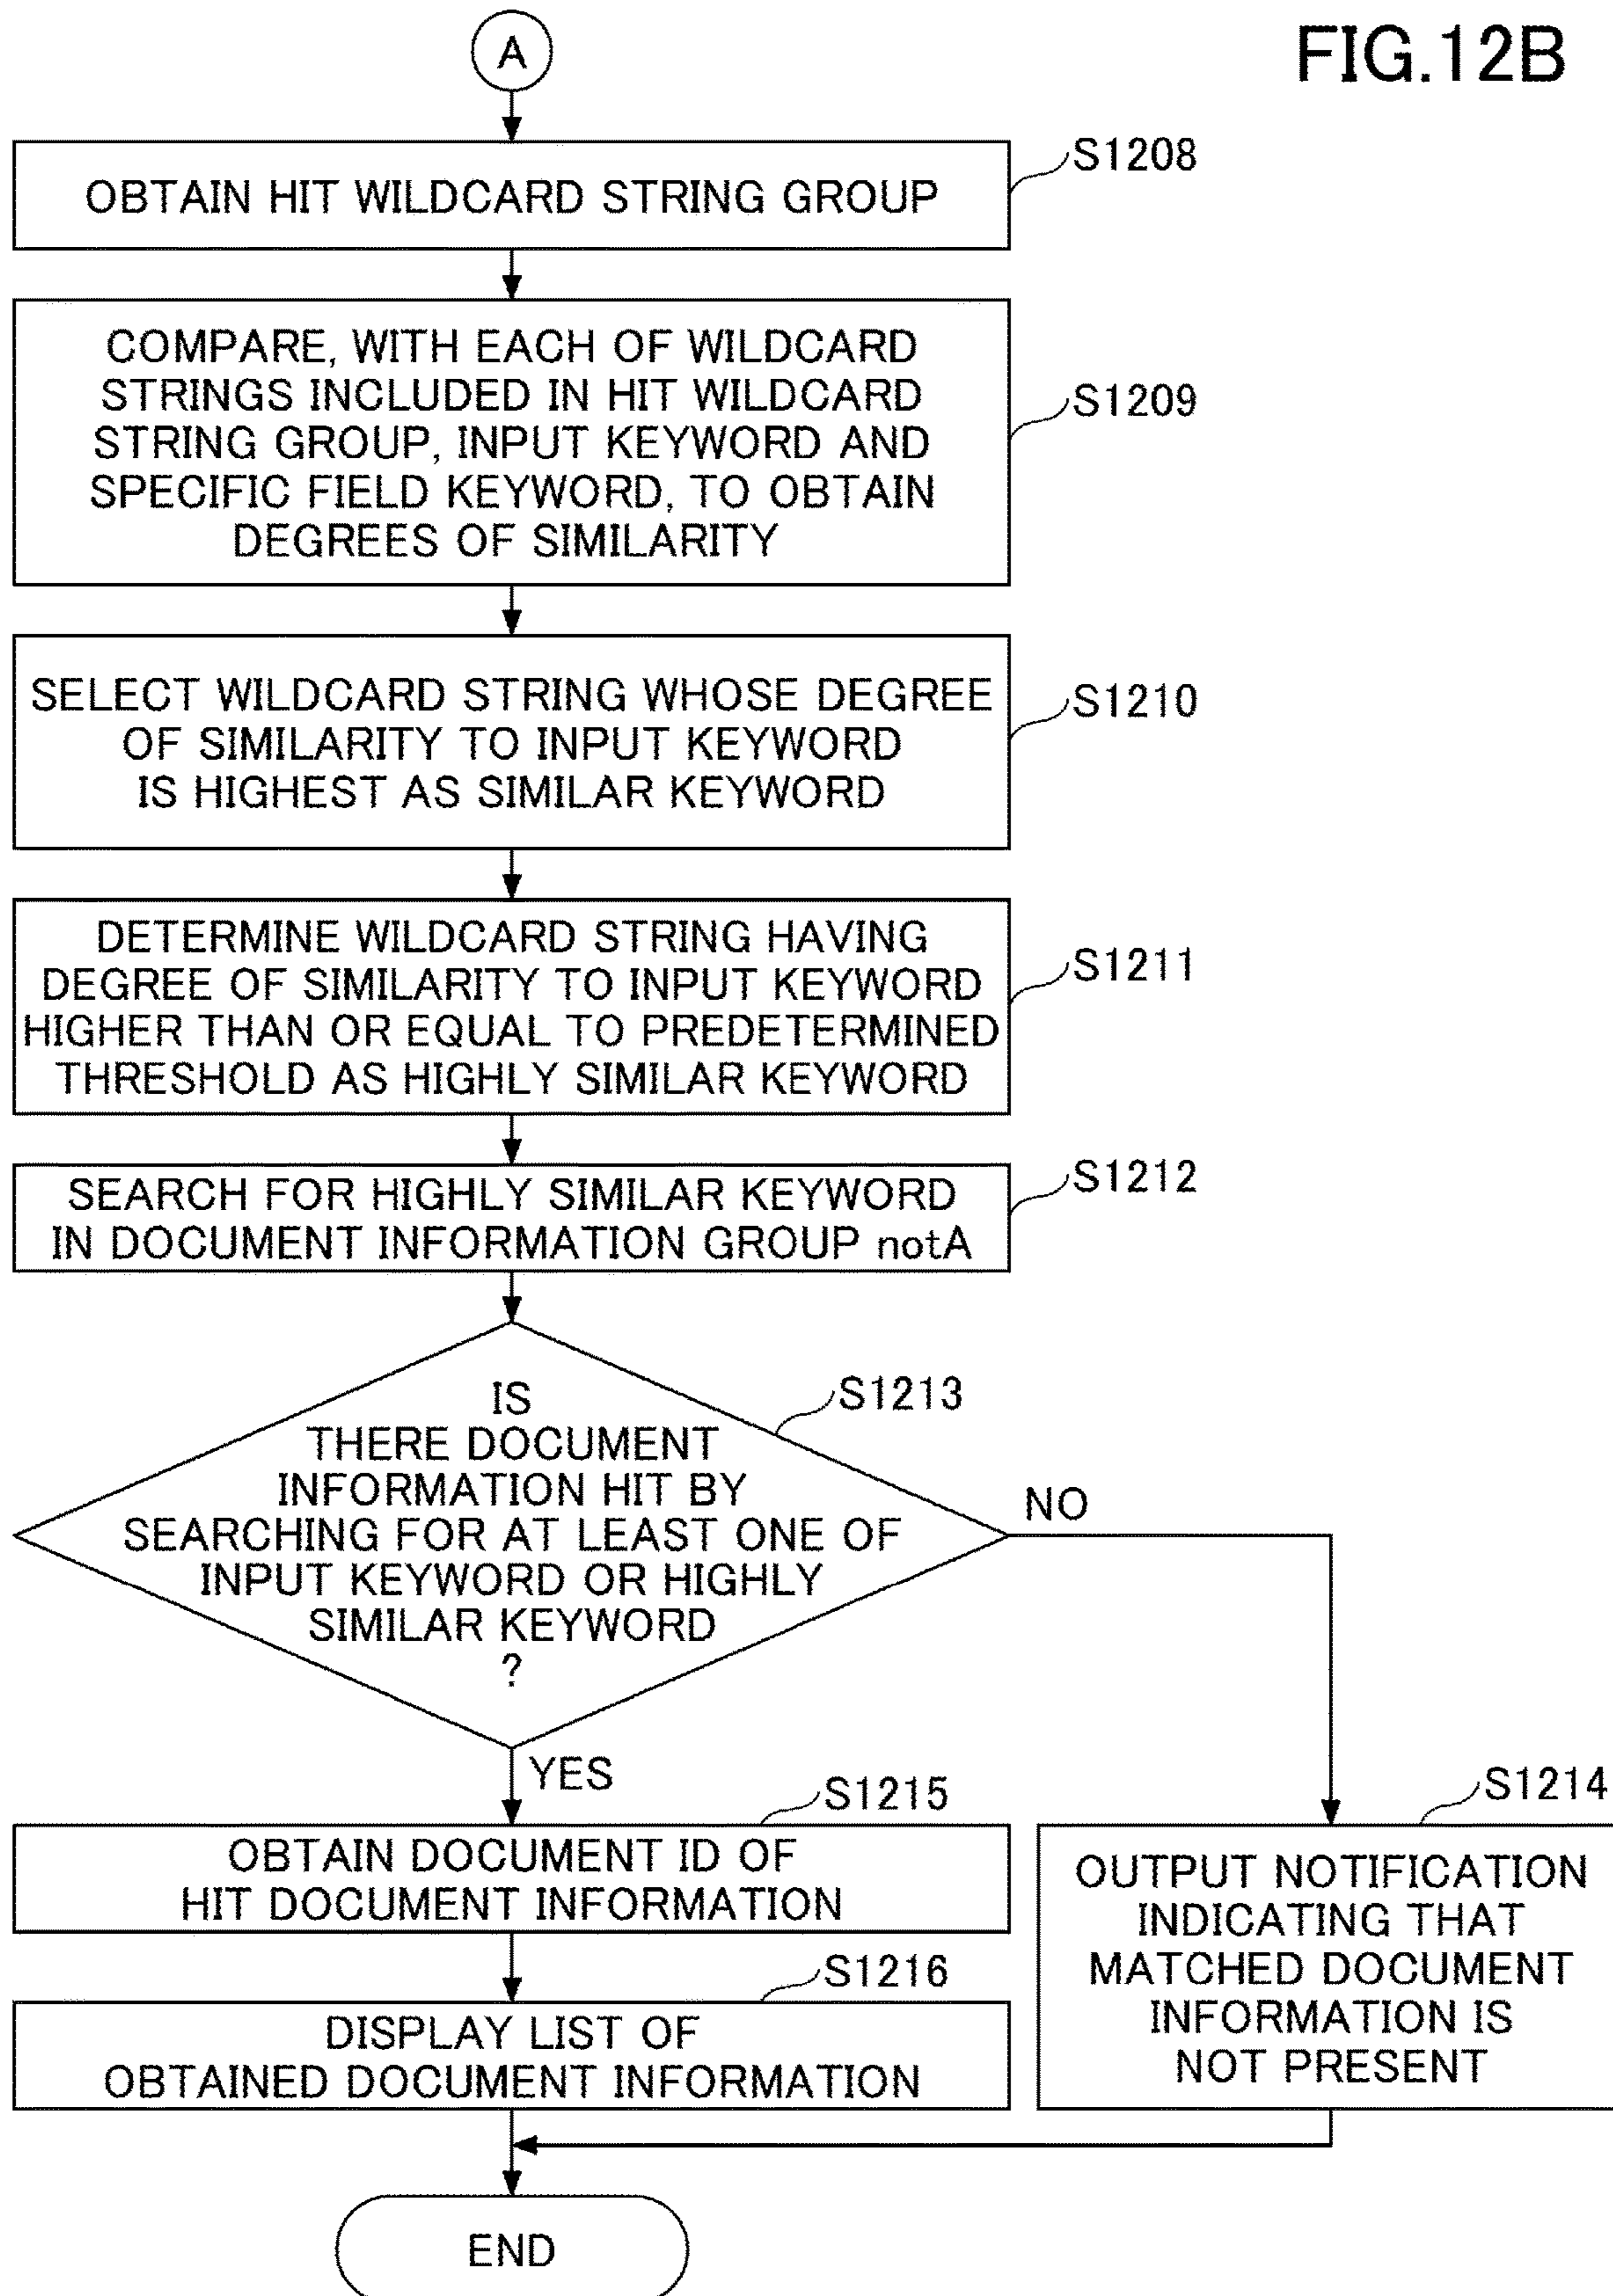 FIG.12B
A
S1208
OBTAIN HIT WILDCARD STRING GROUP
S1209
COMPARE, WITH EACH OF WILDCARD
STRINGS INCLUDED IN HIT WILDCARD
STRING GROUP, INPUT KEYWORD AND
SPECIFIC FIELD KEYWORD, TO OBTAIN
DEGREES OF SIMILARITY
S1210
SELECT WILDCARD STRING WHOSE DEGREE
OF SIMILARITY TO INPUT KEYWORD
IS HIGHEST AS SIMILAR KEYWORD
S1211
DETERMINE WILDCARD STRING HAVING
DEGREE OF SIMILARITY TO INPUT KEYWORD
HIGHER THAN OR EQUAL TO PREDETERMINED
THRESHOLD AS HIGHLY SIMILAR KEYWORD
S1212
SEARCH FOR HIGHLY SIMILAR KEYWORD
IN DOCUMENT INFORMATION GROUP notA
S1213
IS
THERE DOCUMENT
INFORMATION HIT BY
SEARCHING FOR AT LEAST ONE OF
INPUT KEYWORD OR HIGHLY
SIMILAR KEYWORD
?
NO
YES
S1215
OBTAIN DOCUMENT ID OF
HIT DOCUMENT INFORMATION
S1216
DISPLAY LIST OF
OBTAINED DOCUMENT INFORMATION
S1214
OUTPUT NOTIFICATION
INDICATING THAT
MATCHED DOCUMENT
INFORMATION IS
NOT PRESENT
END